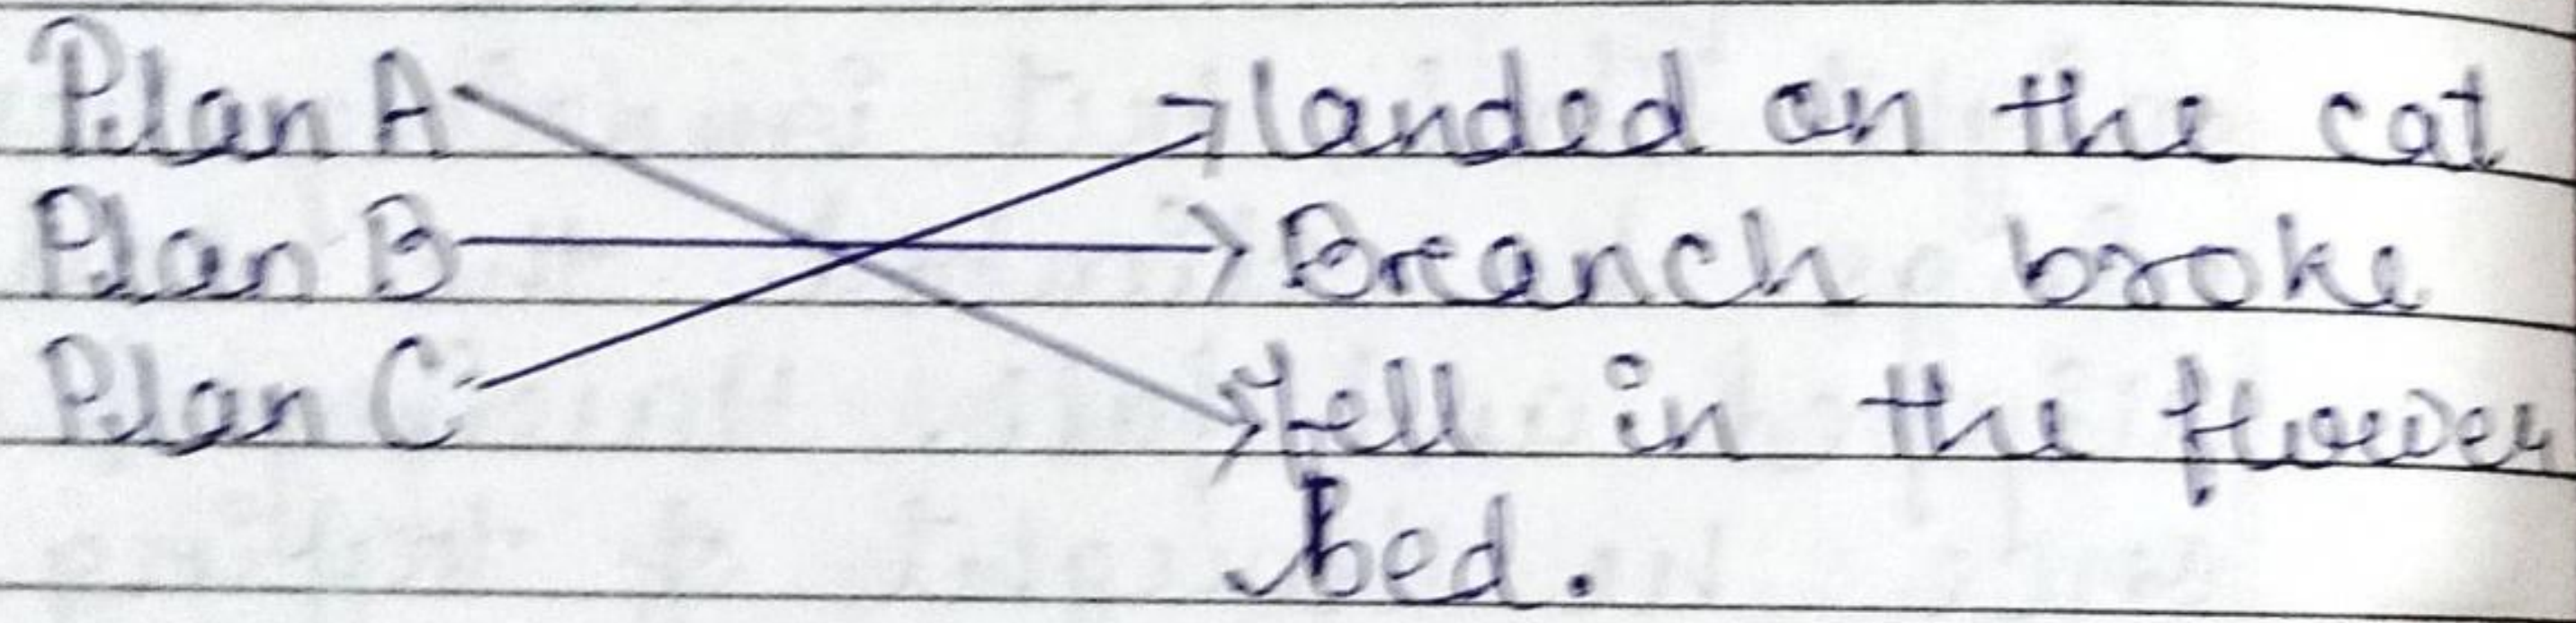 Plan A landed on the cat
Plan B Branch broke
Plan C fell in the flower
bed.